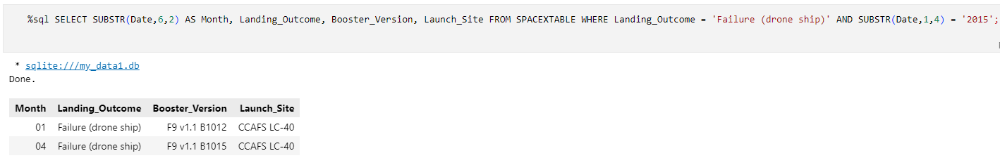 %sql SELECT SUBSTR(Date,6,2) AS Month, Landing_Outcome, Booster_Version, Launch_Site FROM SPACEXTABLE WHERE Landing_Outcome = 'Failure (drone ship)' AND SUBSTR(Date,1,4) = '2015';
* sqlite:///my_data1.db
Done.
Month Landing_Outcome Booster_Version Launch_Site
01 Failure (drone ship) F9 v1.1 B1012 CCAFS LC-40
04 Failure (drone ship) F9 v1.1 B1015 CCAFS LC-40